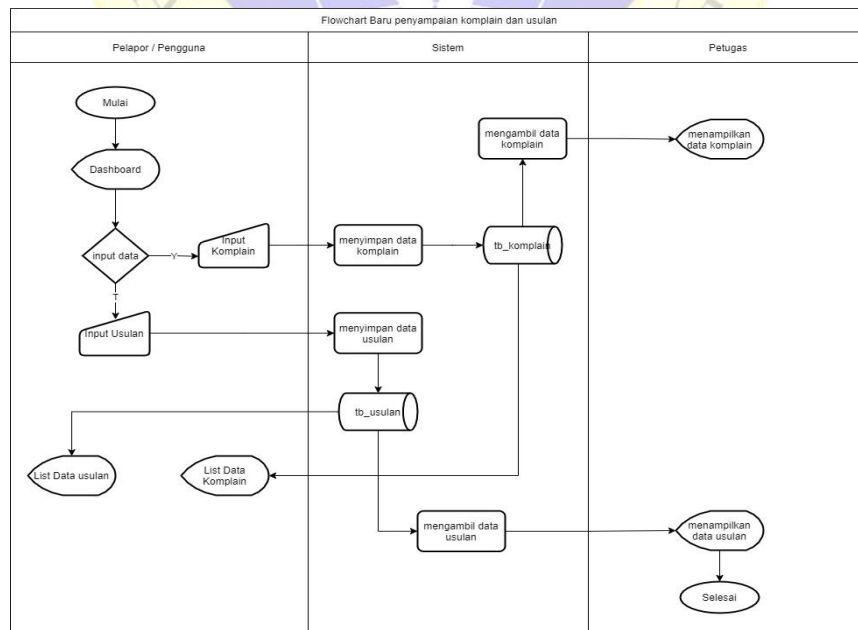 Flowchart Baru penyampaian komplain dan usulan
Pelapor / Pengguna
Sistem
Petugas
Mulai
Dashboard
input data
Y
T
Input
Komplain
Input Usulan
menyimpan data
komplain
tb_komplain
mengambil data
komplain
menampilkan
data komplain
menyimpan data
usulan
tb_usulan
List Data usulan
List Data
Komplain
mengambil data
usulan
menampilkan
data usulan
Selesai